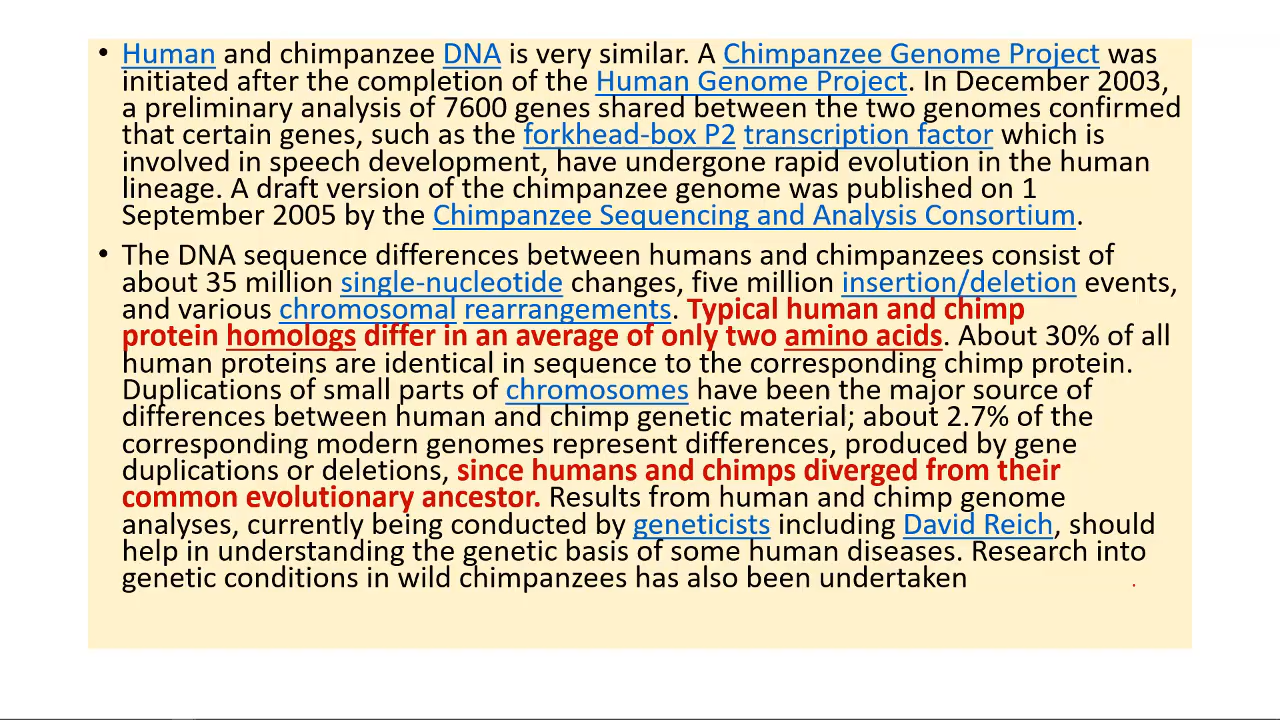 • Human and chimpanzee DNA is very similar. A Chimpanzee Genome Project was
initiated after the completion of the Human Genome Project. In December 2003,
a preliminary analysis of 7600 genes shared between the two genomes confirmed
that certain genes, such as the forkhead-box P2 transcription factor which is
involved in speech development, have undergone rapid evolution in the human
lineage. A draft version of the chimpanzee genome was published on 1
September 2005 by the Chimpanzee Sequencing and Analysis Consortium.
• The DNA sequence differences between humans and chimpanzees consist of
about 35 million single-nucleotide changes, five million insertion/deletion events,
and various chromosomal rearrangements. Typical human and chimp
protein homologs differ in an average of only two amino acids. About 30% of all
human proteins are identical in sequence to the corresponding chimp protein.
Duplications of small parts of chromosomes have been the major source of
differences between human and chimp genetic material; about 2.7% of the
corresponding modern genomes represent differences, produced by gene
duplications or deletions, since humans and chimps diverged from their
common evolutionary ancestor. Results from human and chimp genome
analyses, currently being conducted by geneticists including David Reich, should
help in understanding the genetic basis of some human diseases. Research into
genetic conditions in wild chimpanzees has also been undertaken